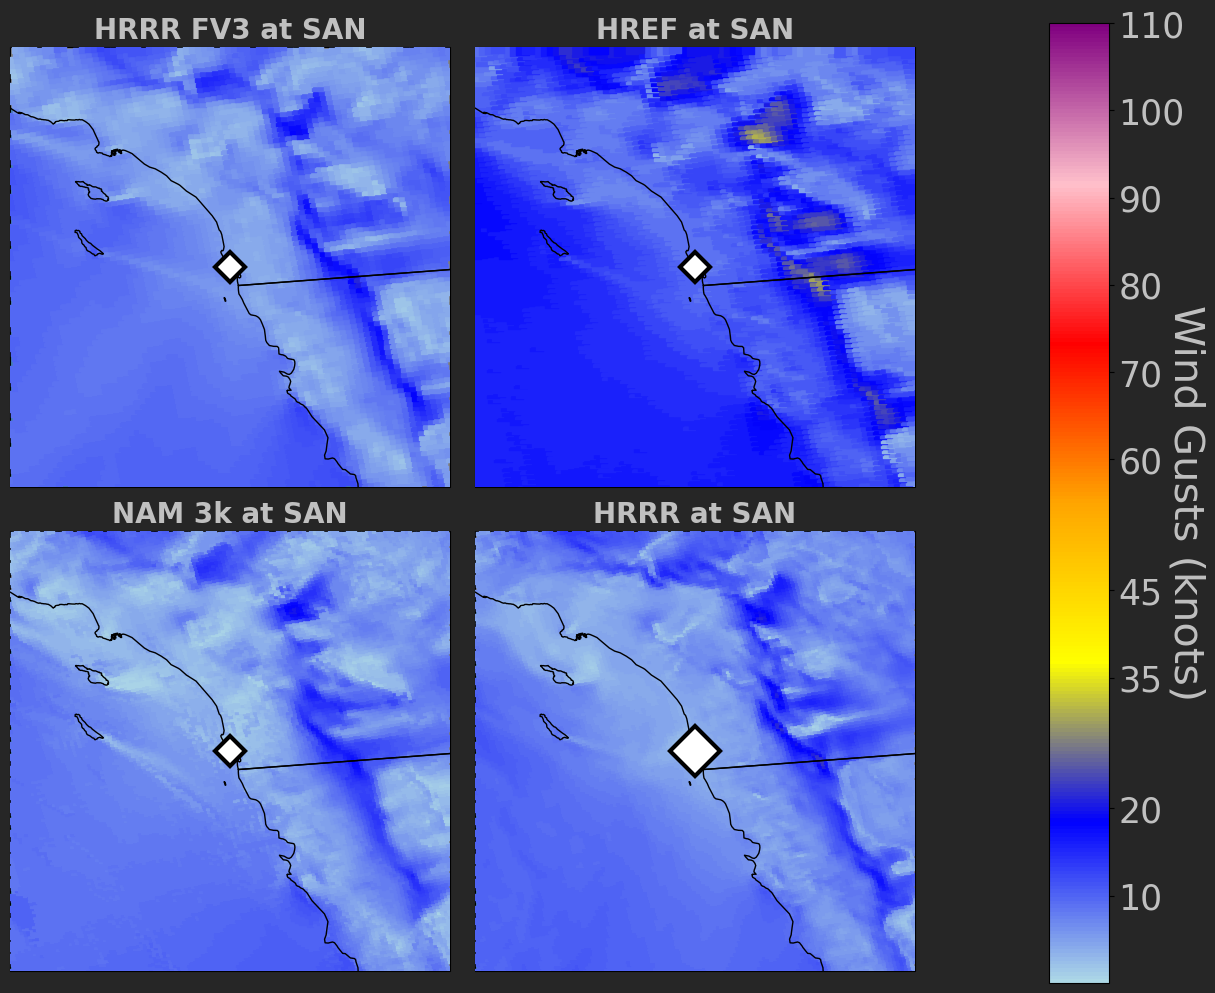 HRRR FV3 at SAN
HREF at SAN
NAM 3k at SAN
HRRR at SAN
110
100
90
80
70
60
45
35
20
10
Wind Gusts (knots)